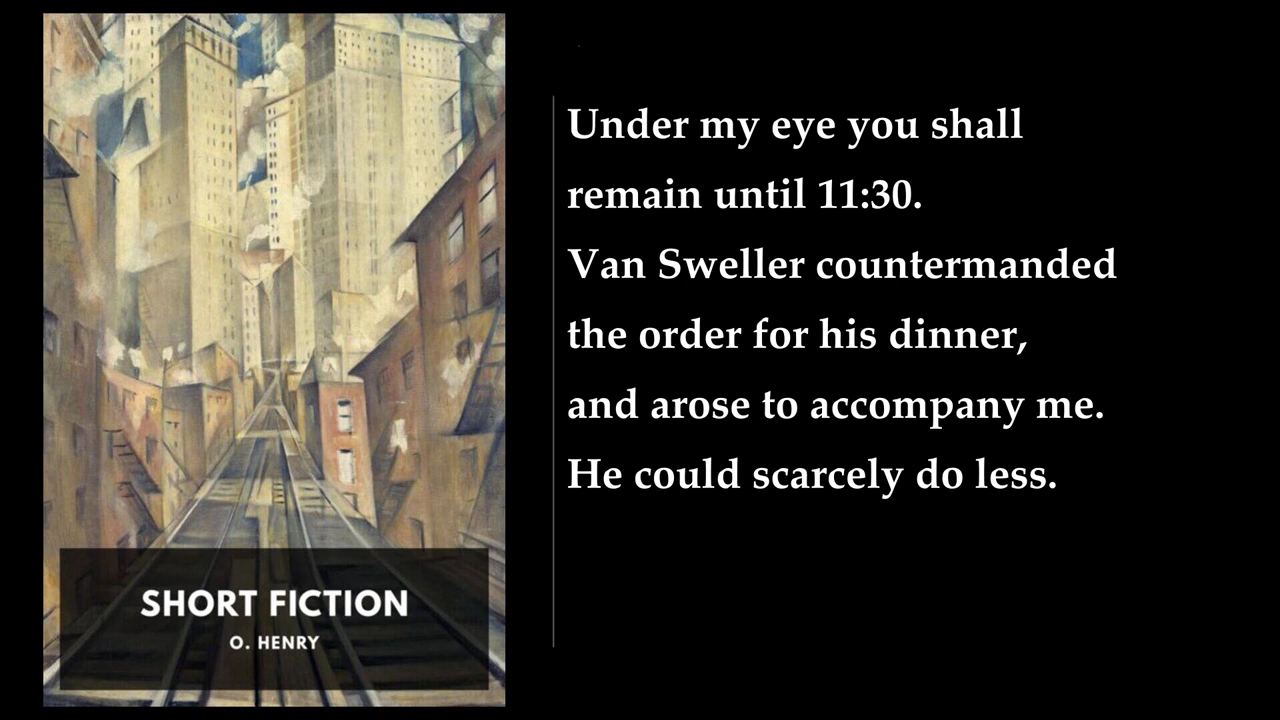 SHORT FICTION
O. HENRY
Under my eye you shall
remain until 11:30.
Van Sweller countermanded
the order for his dinner,
and arose to accompany me.
He could scarcely do less.